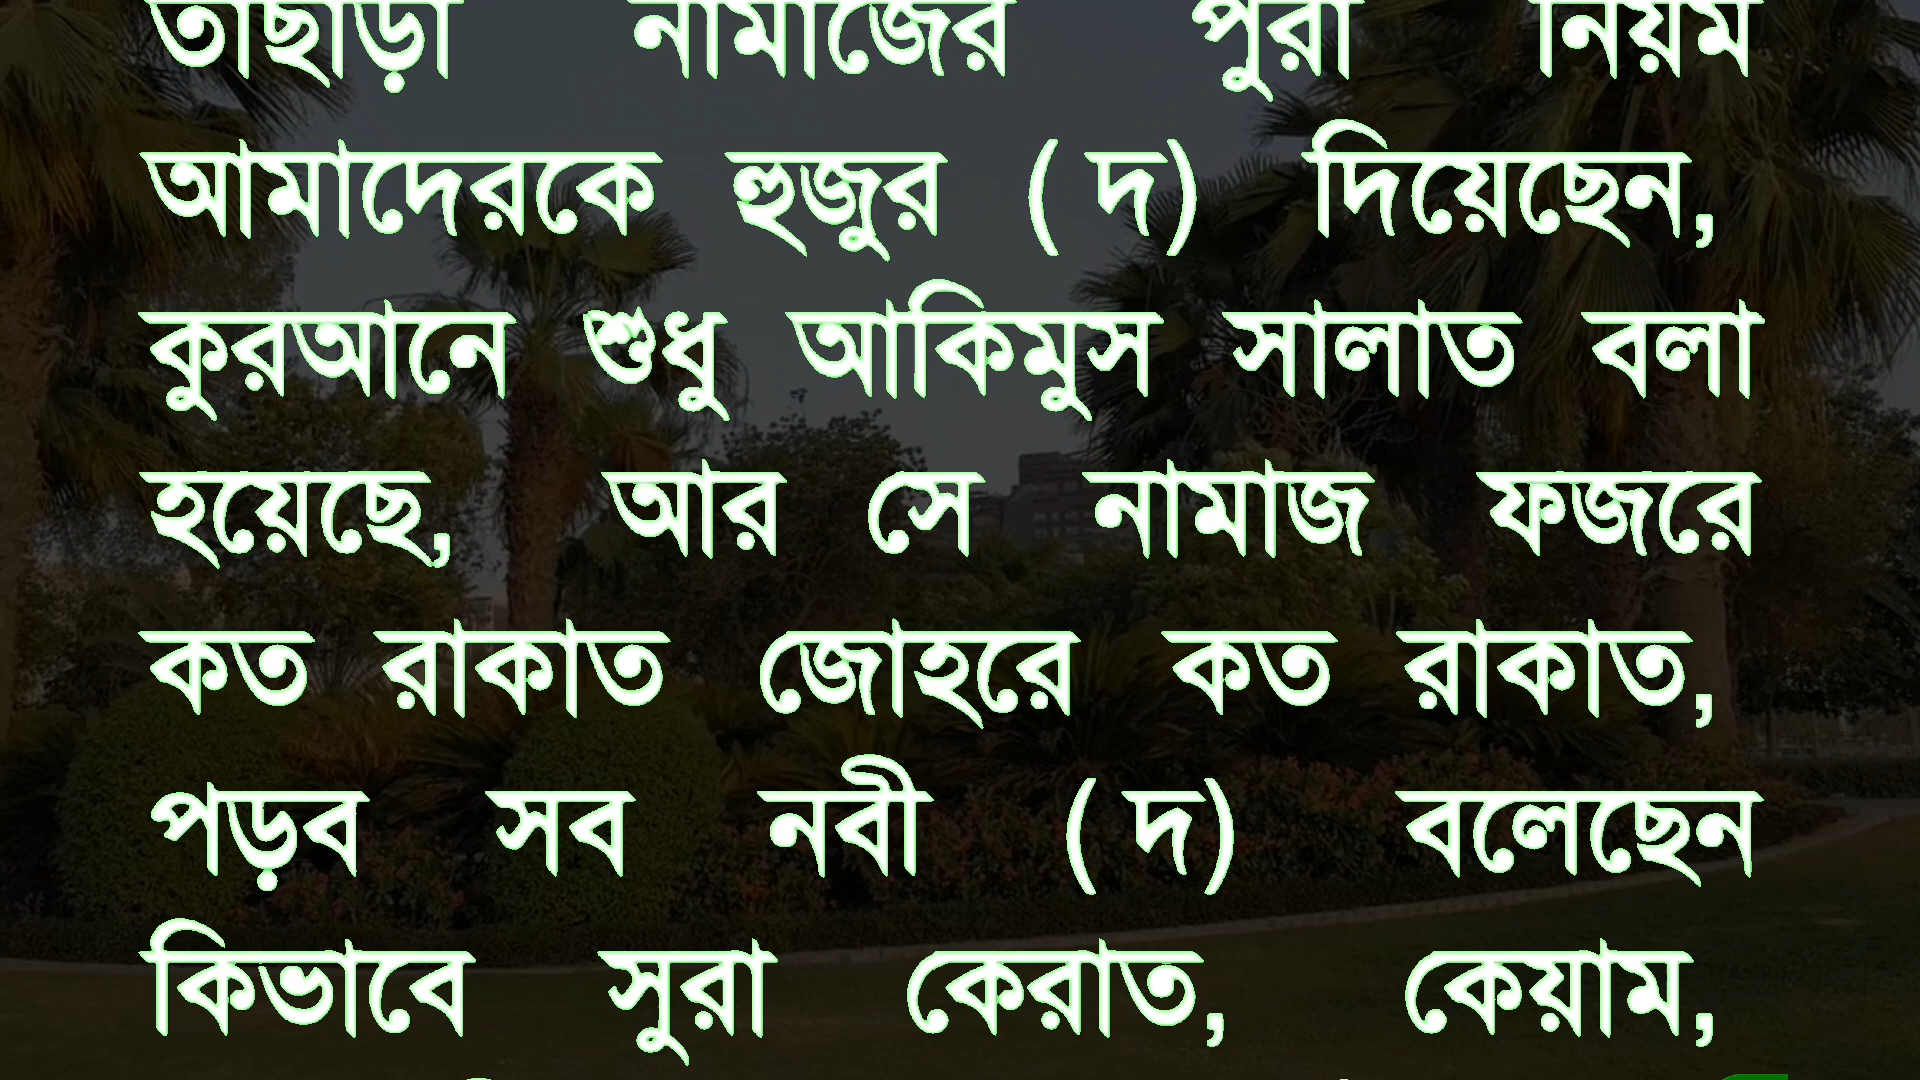 তাছাড়া নামাজের পুরা নিয়ম
আমাদেরকে হুজুর (দ) দিয়েছেন,
কুরআনে শুধু আকিমুস সালাত বলা
হয়েছে, আর সে নামাজ ফজরে
কত রাকাত জোহরে কত রাকাত,
পড়ব সব নবী (দ) বলেছেন
কিভাবে সুরা কেরাত, কেয়াম,